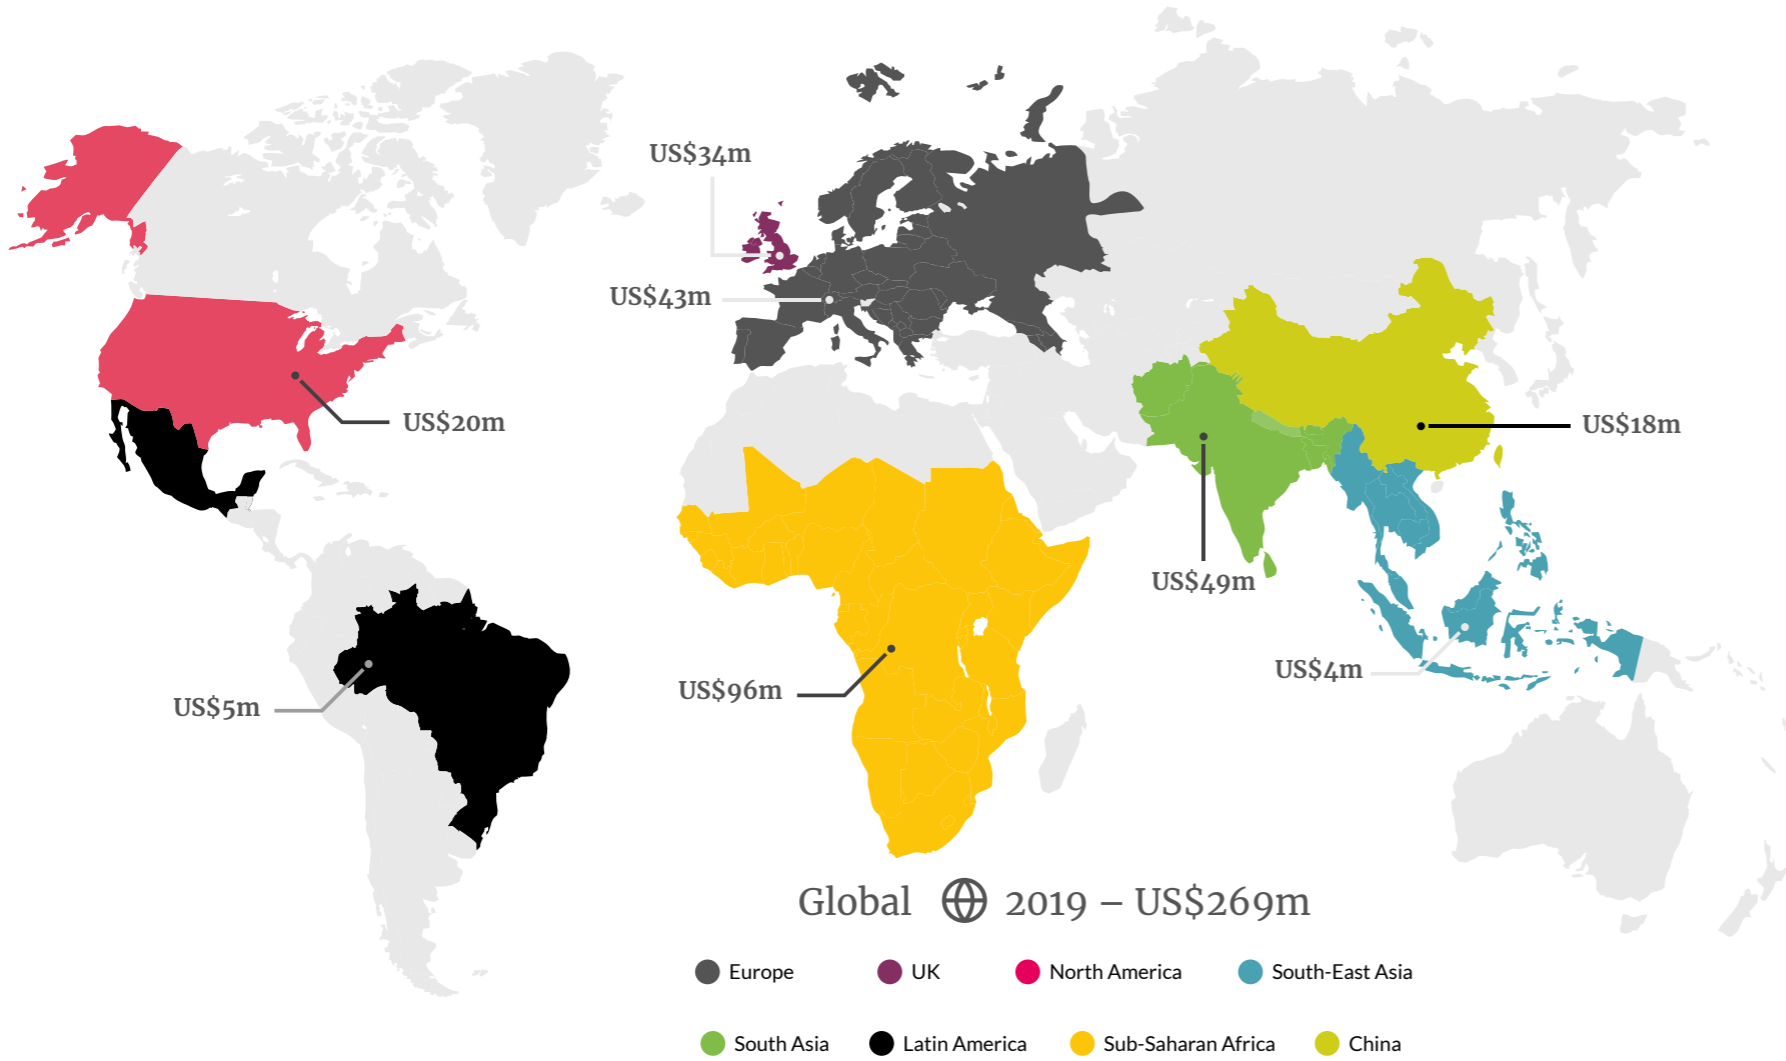 US$34m
US$43m
US$20m
US$18m
US$49m
US$4m
US$96m
US$5m
Global 2019 – US$269m
Europe UK North America South-East Asia
South Asia Latin America Sub-Saharan Africa China